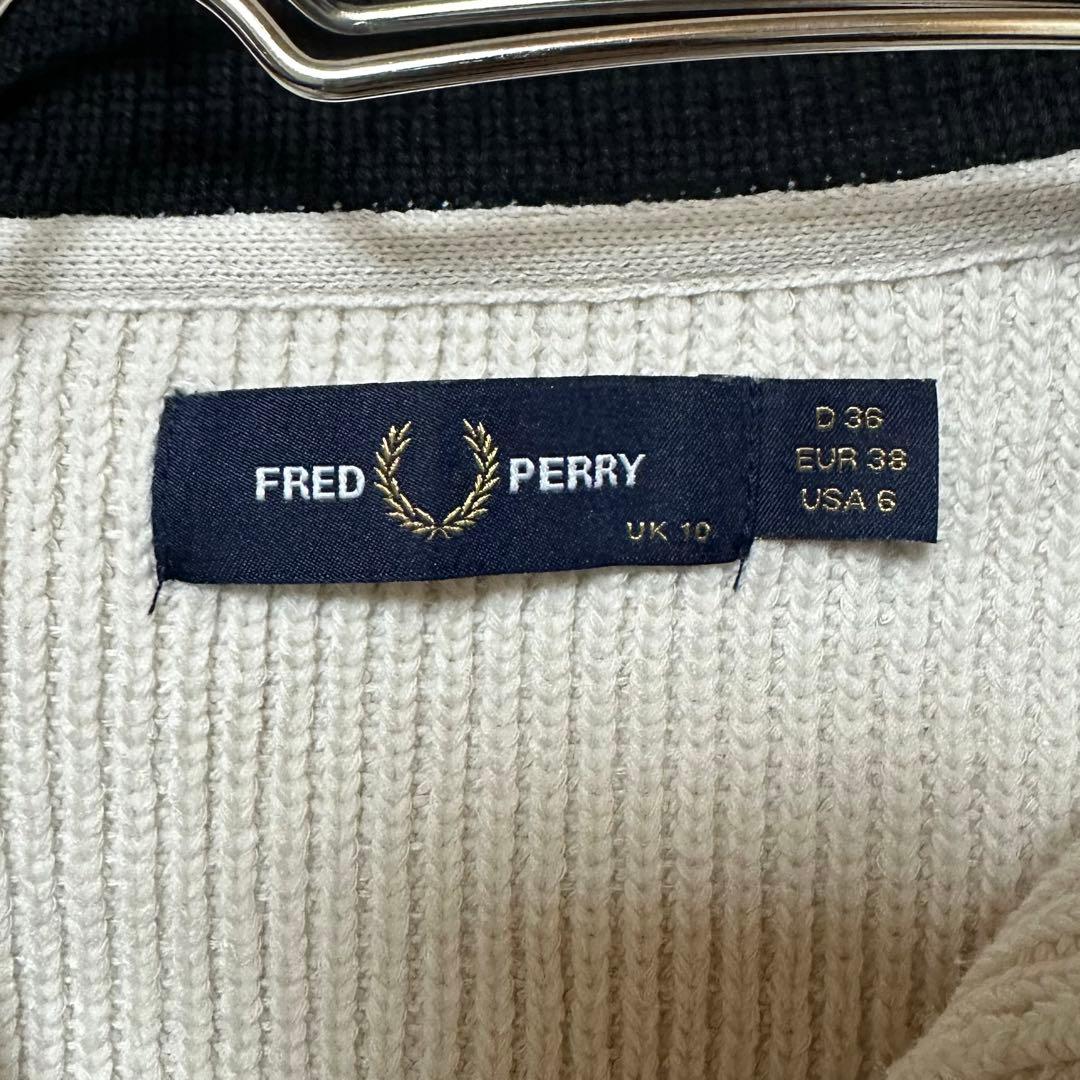 FRED PERRY
UK 10
D 36
EUR 38
USA 6